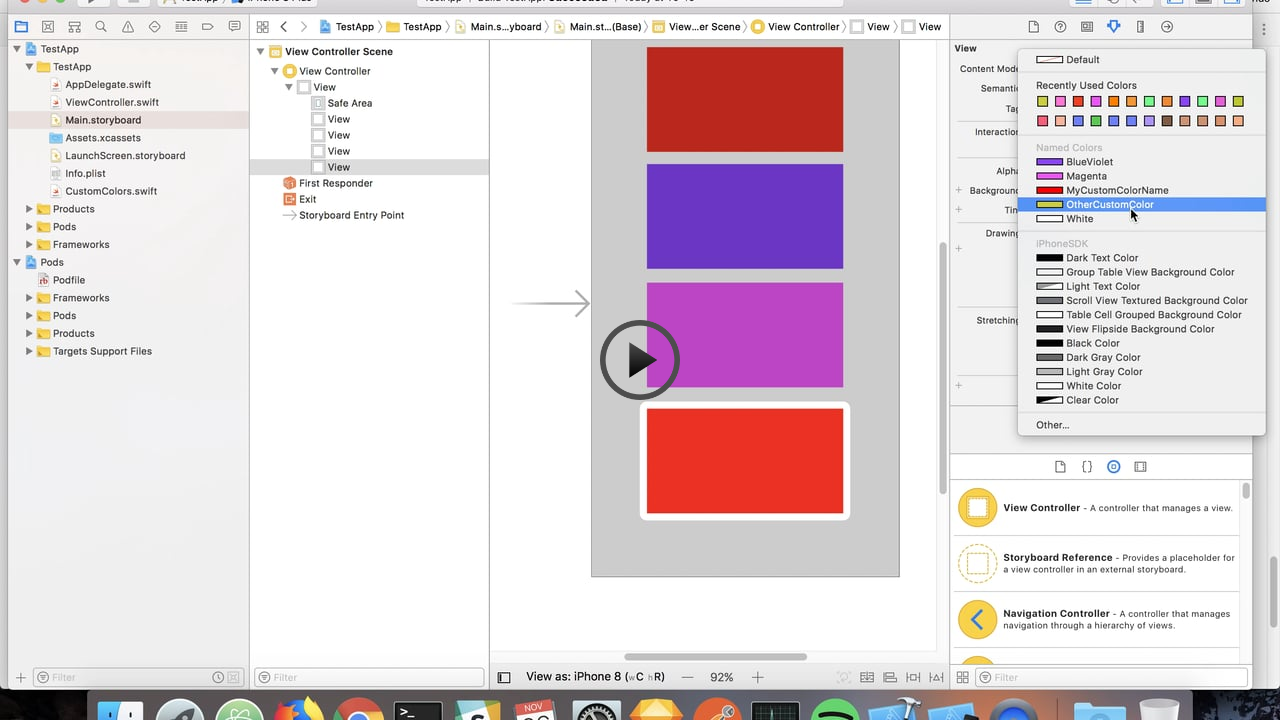 TestApp
TestApp
Main.s...yboard
Main.st...(Base)
View...er Scene
View Controller
View
View
TestApp
TestApp
AppDelegate.swift
ViewController.swift
Main.storyboard
Assets.xcassets
LaunchScreen.storyboard
Info.plist
CustomColors.swift
Products
Pods
Frameworks
Pods
Podfile
Frameworks
Pods
Products
Targets Support Files
Filter
View Controller Scene
View Controller
View
Safe Area
View
View
View
View
First Responder
Exit
Storyboard Entry Point
Filter
View as: iPhone 8 (wC hR)
92%
View
Content Mod
Semanti
Tag
Interaction
Alpha
Background
Tin
Drawing
Stretching
Default
Recently Used Colors
Named Colors
BlueViolet
Magenta
MyCustomColorName
OtherCustomColor
White
iPhoneSDK
Dark Text Color
Group Table View Background Color
Light Text Color
Scroll View Textured Background Color
Table Cell Grouped Background Color
View Flipside Background Color
Black Color
Dark Gray Color
Light Gray Color
White Color
Clear Color
Other...
View Controller - A controller that manages a view.
Storyboard Reference - Provides a placeholder for
a view controller in an external storyboard.
Navigation Controller - A controller that manages
navigation through a hierarchy of views.
Filter
NOV